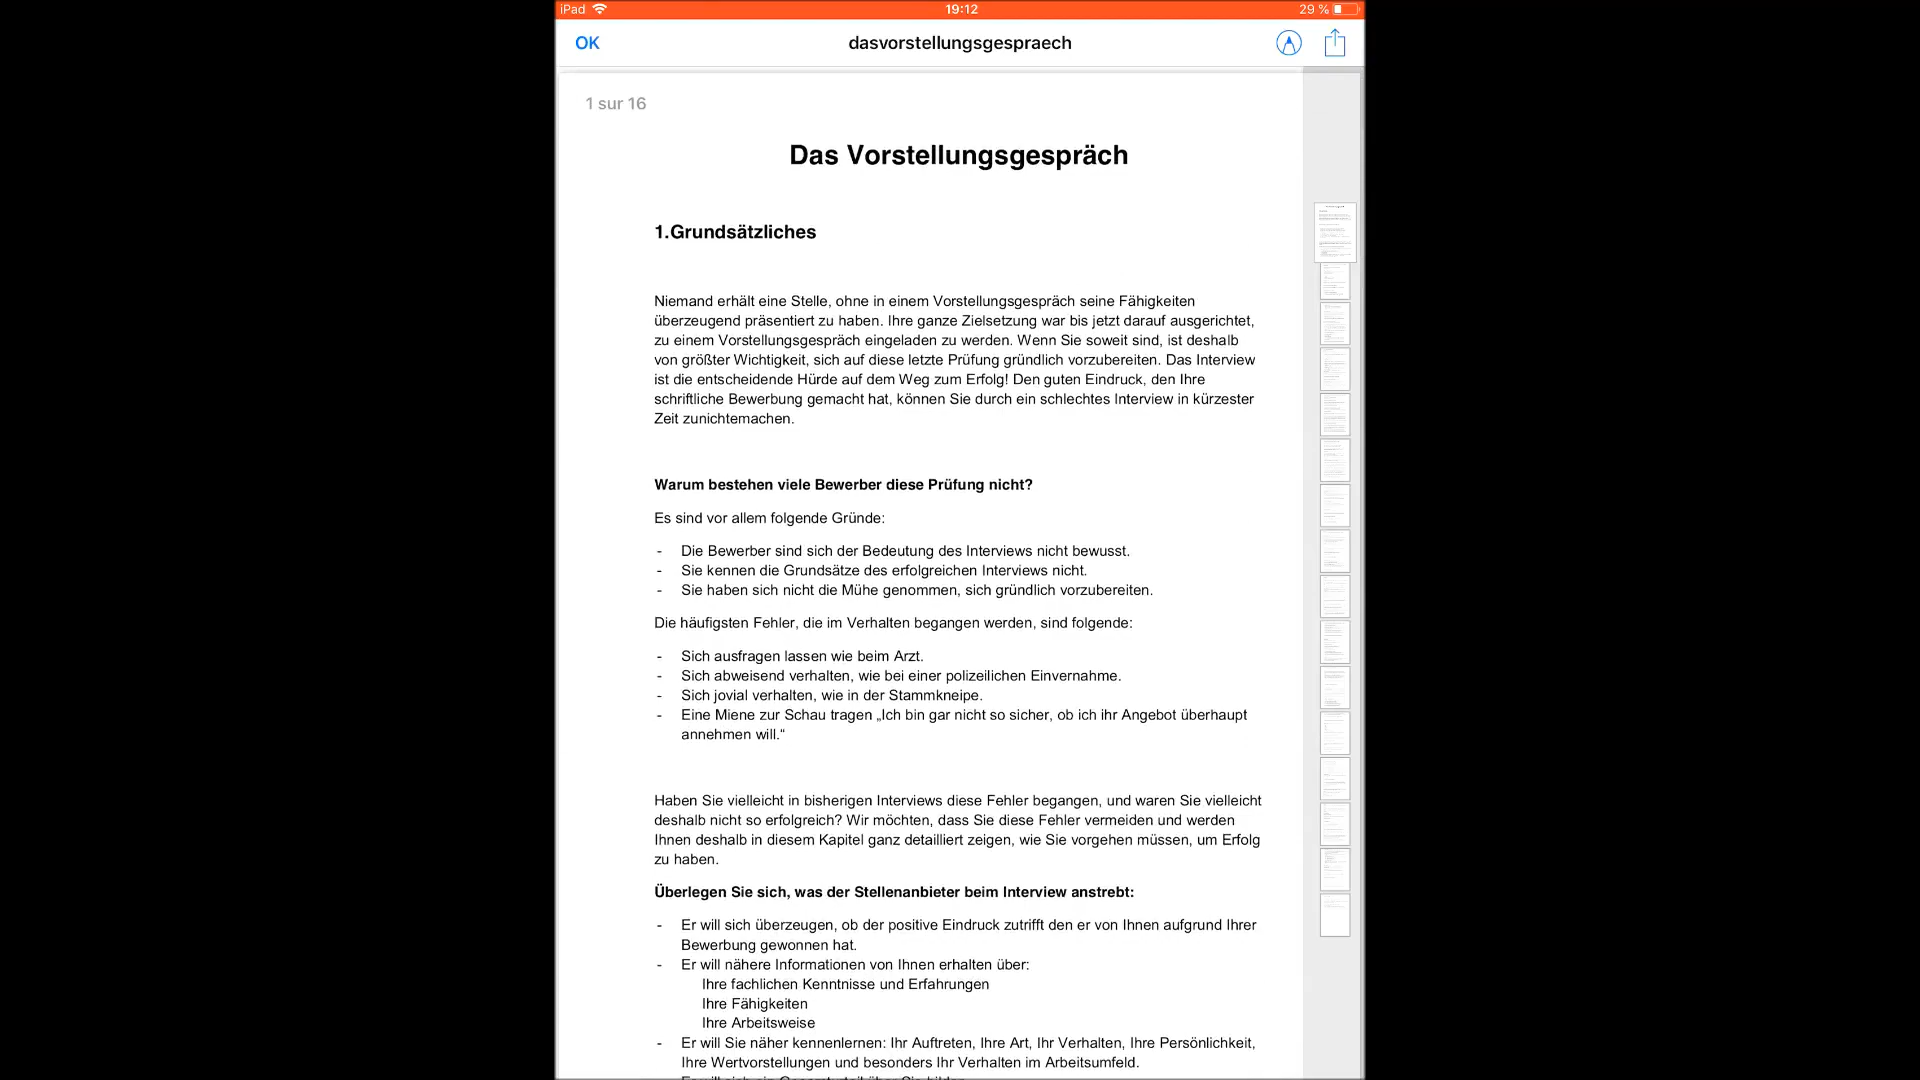 iPad
19:12
29 %
OK
dasvorstellungsgespraech
1 sur 16
Das Vorstellungsgespräch
1.Grundsätzliches
Niemand erhält eine Stelle, ohne in einem Vorstellungsgespräch seine Fähigkeiten
überzeugend präsentiert zu haben. Ihre ganze Zielsetzung war bis jetzt darauf ausgerichtet,
zu einem Vorstellungsgespräch eingeladen zu werden. Wenn Sie soweit sind, ist deshalb
von größter Wichtigkeit, sich auf diese letzte Prüfung gründlich vorzubereiten. Das Interview
ist die entscheidende Hürde auf dem Weg zum Erfolg! Den guten Eindruck, den Ihre
schriftliche Bewerbung gemacht hat, können Sie durch ein schlechtes Interview in kürzester
Zeit zunichtemachen.
Warum bestehen viele Bewerber diese Prüfung nicht?
Es sind vor allem folgende Gründe:
- Die Bewerber sind sich der Bedeutung des Interviews nicht bewusst.
- Sie kennen die Grundsätze des erfolgreichen Interviews nicht.
- Sie haben sich nicht die Mühe genommen, sich gründlich vorzubereiten.
Die häufigsten Fehler, die im Verhalten begangen werden, sind folgende:
- Sich ausfragen lassen wie beim Arzt.
- Sich abweisend verhalten, wie bei einer polizeilichen Einvernahme.
- Sich jovial verhalten, wie in der Stammkneipe.
- Eine Miene zur Schau tragen „Ich bin gar nicht so sicher, ob ich ihr Angebot überhaupt
annehmen will.“
Haben Sie vielleicht in bisherigen Interviews diese Fehler begangen, und waren Sie vielleicht
deshalb nicht so erfolgreich? Wir möchten, dass Sie diese Fehler vermeiden und werden
Ihnen deshalb in diesem Kapitel ganz detailliert zeigen, wie Sie vorgehen müssen, um Erfolg
zu haben.
Überlegen Sie sich, was der Stellenanbieter beim Interview anstrebt:
- Er will sich überzeugen, ob der positive Eindruck zutrifft den er von Ihnen aufgrund Ihrer
Bewerbung gewonnen hat.
- Er will nähere Informationen von Ihnen erhalten über:
Ihre fachlichen Kenntnisse und Erfahrungen
Ihre Fähigkeiten
Ihre Arbeitsweise
- Er will Sie näher kennenlernen: Ihr Auftreten, Ihre Art, Ihr Verhalten, Ihre Persönlichkeit,
Ihre Wertvorstellungen und besonders Ihr Verhalten im Arbeitsumfeld.